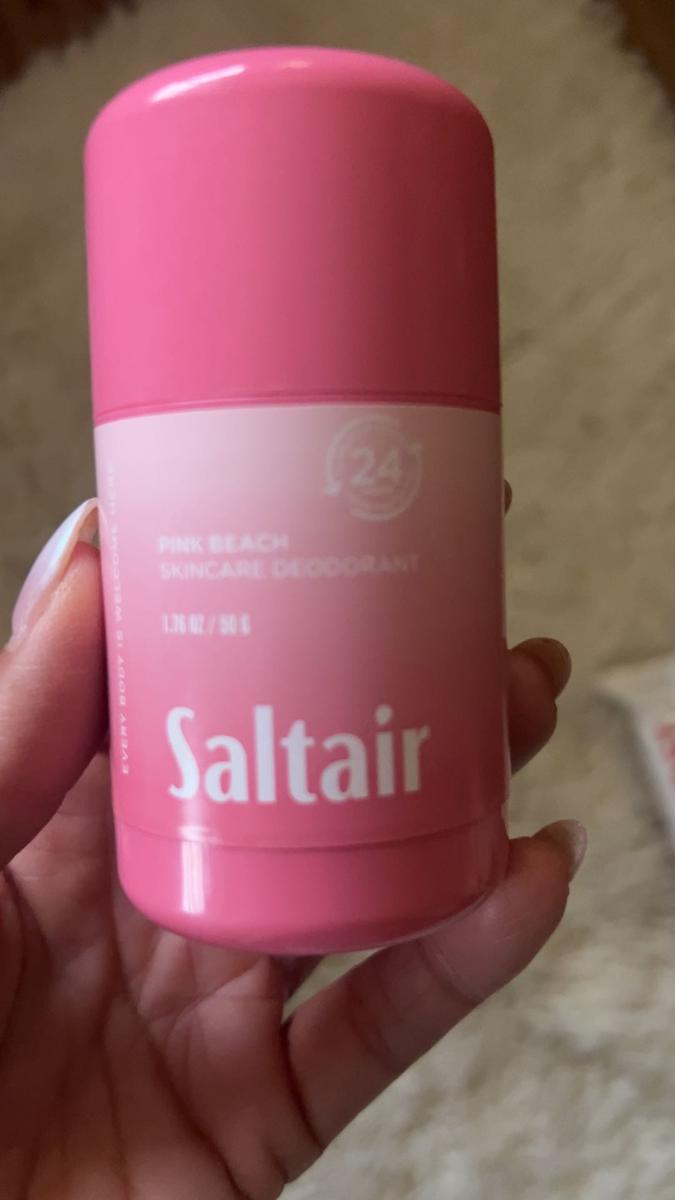 24
PINK BEACH
SKINCARE DEODORANT
1.76 OZ / 50 G
Saltair
EVERY BODY IS WELCOME HERE